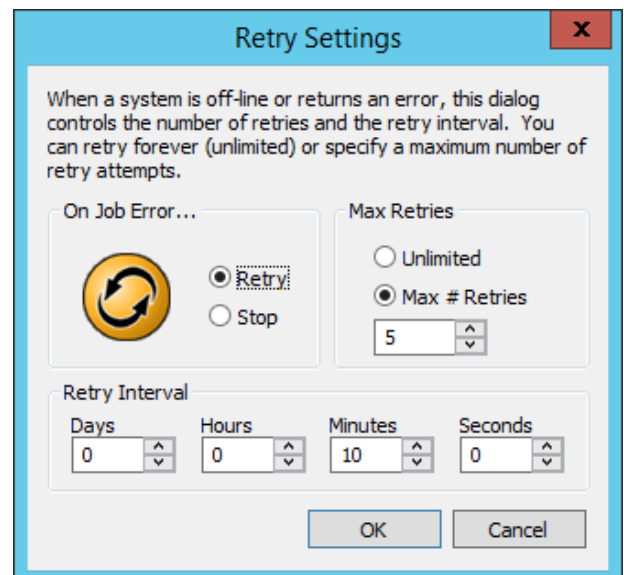 Retry Settings
x
When a system is off-line or returns an error, this dialog
controls the number of retries and the retry interval.  You
can retry forever (unlimited) or specify a maximum number of
retry attempts.
On Job Error...
Retry
Stop
Max Retries
Unlimited
Max # Retries
5
Retry Interval
Days Hours Minutes Seconds
0 0 10 0
OK Cancel